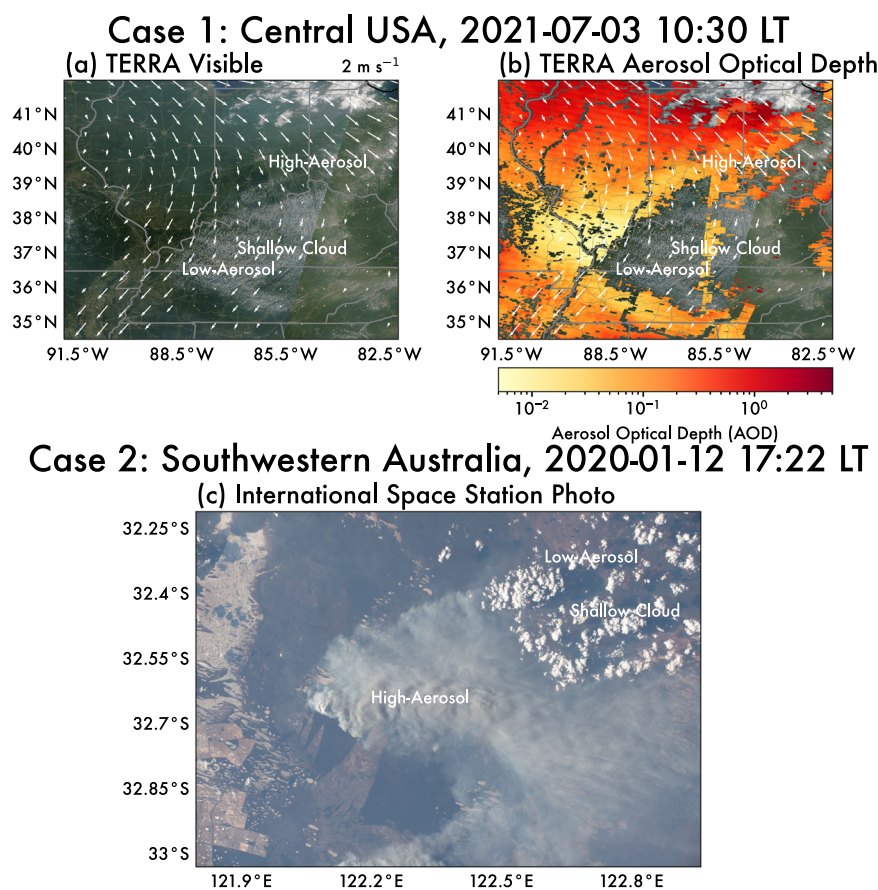 Case 1: Central USA, 2021-07-03 10:30 LT
(a) TERRA Visible
2 m s⁻¹
41°N
40°N
39°N
38°N
37°N
36°N
35°N
91.5°W 88.5°W 85.5°W 82.5°W
High-Aerosol
Shallow Cloud
Low-Aerosol
(b) TERRA Aerosol Optical Depth
41°N
40°N
39°N
38°N
37°N
36°N
35°N
91.5°W 88.5°W 85.5°W 82.5°W
High-Aerosol
Shallow Cloud
Low-Aerosol
10⁻² 10⁻¹ 10⁰
Aerosol Optical Depth (AOD)
Case 2: Southwestern Australia, 2020-01-12 17:22 LT
(c) International Space Station Photo
32.25°S
32.4°S
32.55°S
32.7°S
32.85°S
33°S
121.9°E 122.2°E 122.5°E 122.8°E
Low-Aerosol
Shallow Cloud
High-Aerosol